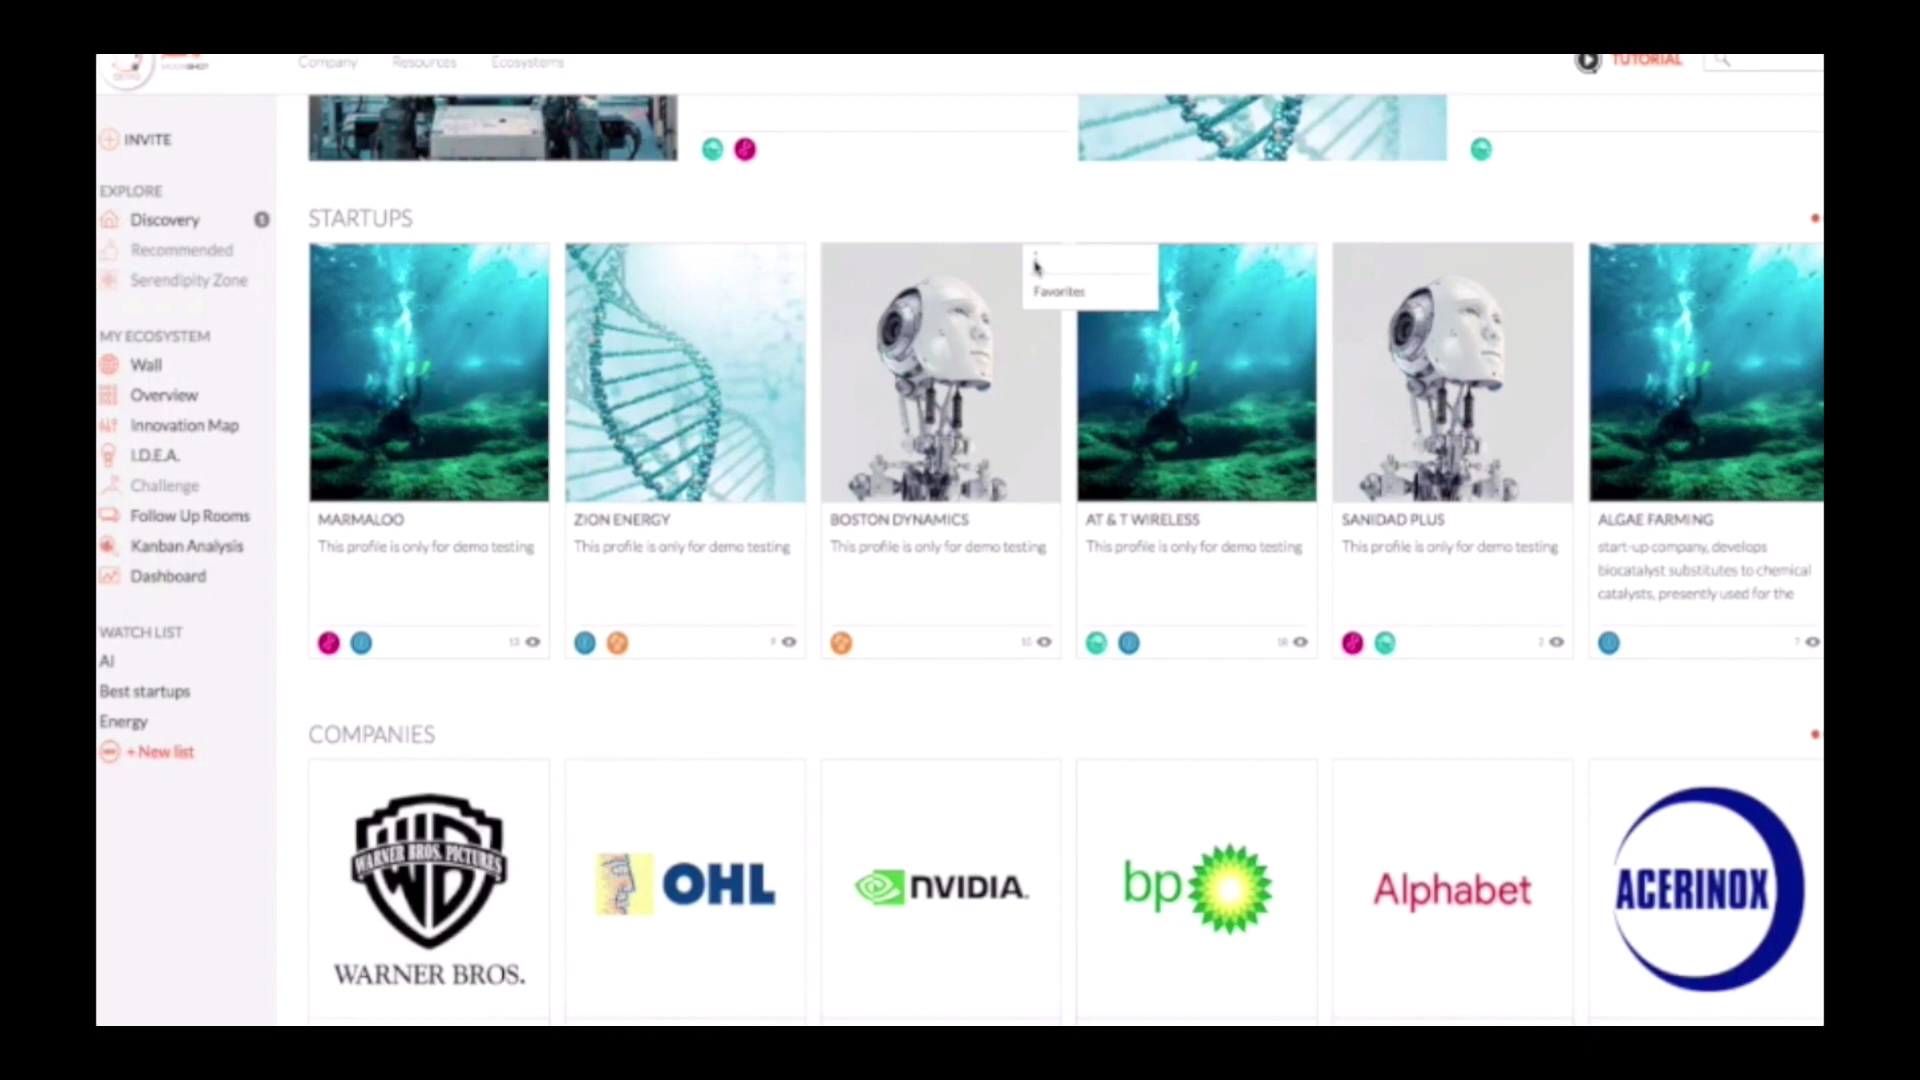 Company Resources Ecosystems
TUTORIAL
INVITE
EXPLORE
Discovery
Recommended
Serendipity Zone
MY ECOSYSTEM
Wall
Overview
Innovation Map
I.D.E.A.
Challenge
Follow Up Rooms
Kanban Analysis
Dashboard
WATCH LIST
AI
Best startups
Energy
+ New list
STARTUPS
Favorites
MARMALOO
This profile is only for demo testing
ZION ENERGY
This profile is only for demo testing
BOSTON DYNAMICS
This profile is only for demo testing
AT & T WIRELESS
This profile is only for demo testing
SANIDAD PLUS
This profile is only for demo testing
ALGAE FARMING
start-up company, develops
biocatalyst substitutes to chemical
catalysts, presently used for the
COMPANIES
WARNER BROS. PICTURES
WARNER BROS.
OHL
NVIDIA.
bp
Alphabet
ACERINOX